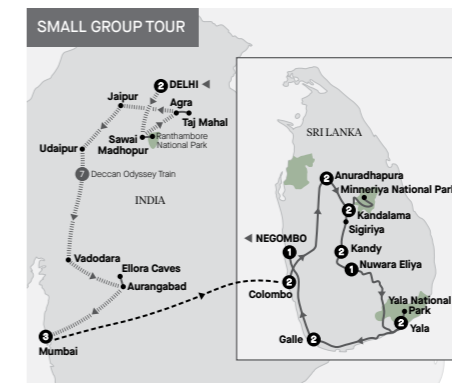 SMALL GROUP TOUR
2 DELHI
Jaipur
Agra
Taj Mahal
Sawai
Madhopur
Ranthambore
National Park
Udaipur
7 Deccan Odyssey Train
INDIA
Vadodara
Ellora Caves
Aurangabad
3
Mumbai
SRI LANKA
2 Anuradhapura
Minneriya National Park
2 Kandalama
Sigiriya
NEGOMBO
1
2 Kandy
1 Nuwara Eliya
2
Colombo
Yala National
Park
2 Yala
Galle 2